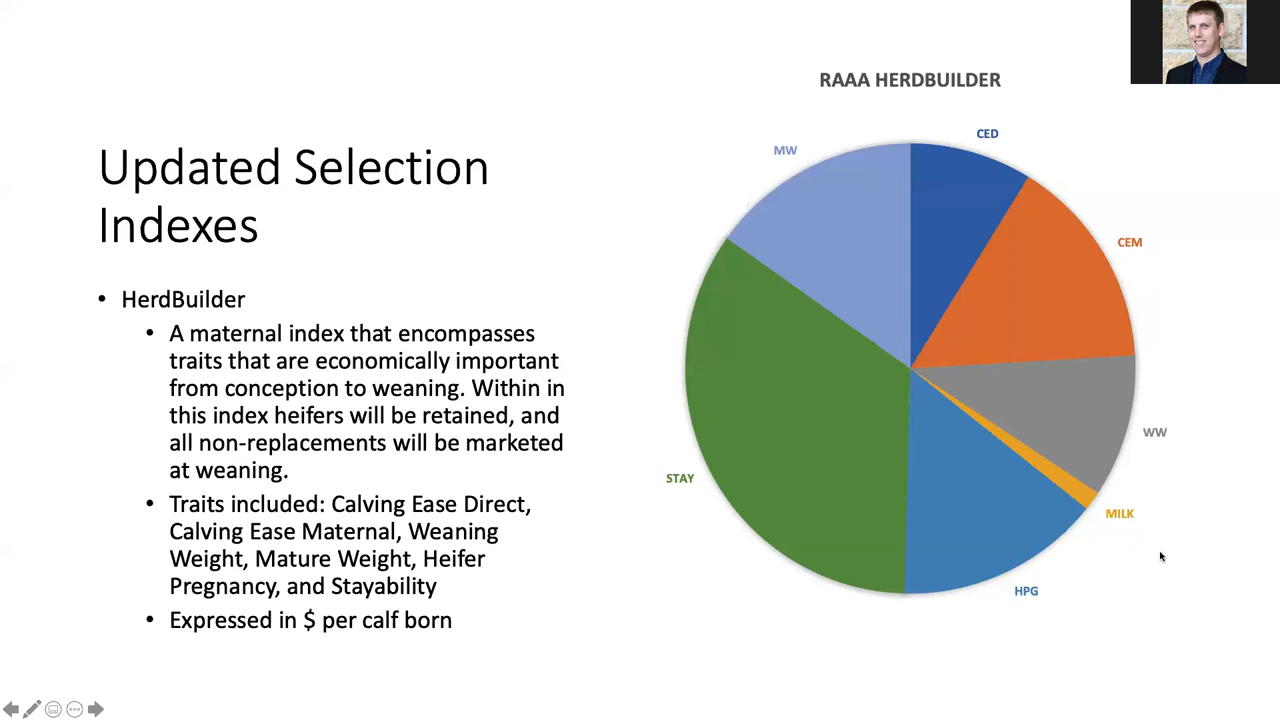 Updated Selection
Indexes
• HerdBuilder
• A maternal index that encompasses
traits that are economically important
from conception to weaning. Within in
this index heifers will be retained, and
all non-replacements will be marketed
at weaning.
• Traits included: Calving Ease Direct,
Calving Ease Maternal, Weaning
Weight, Mature Weight, Heifer
Pregnancy, and Stayability
• Expressed in $ per calf born
RAAA HERDBUILDER
CED
MW
CEM
WW
STAY
MILK
HPG